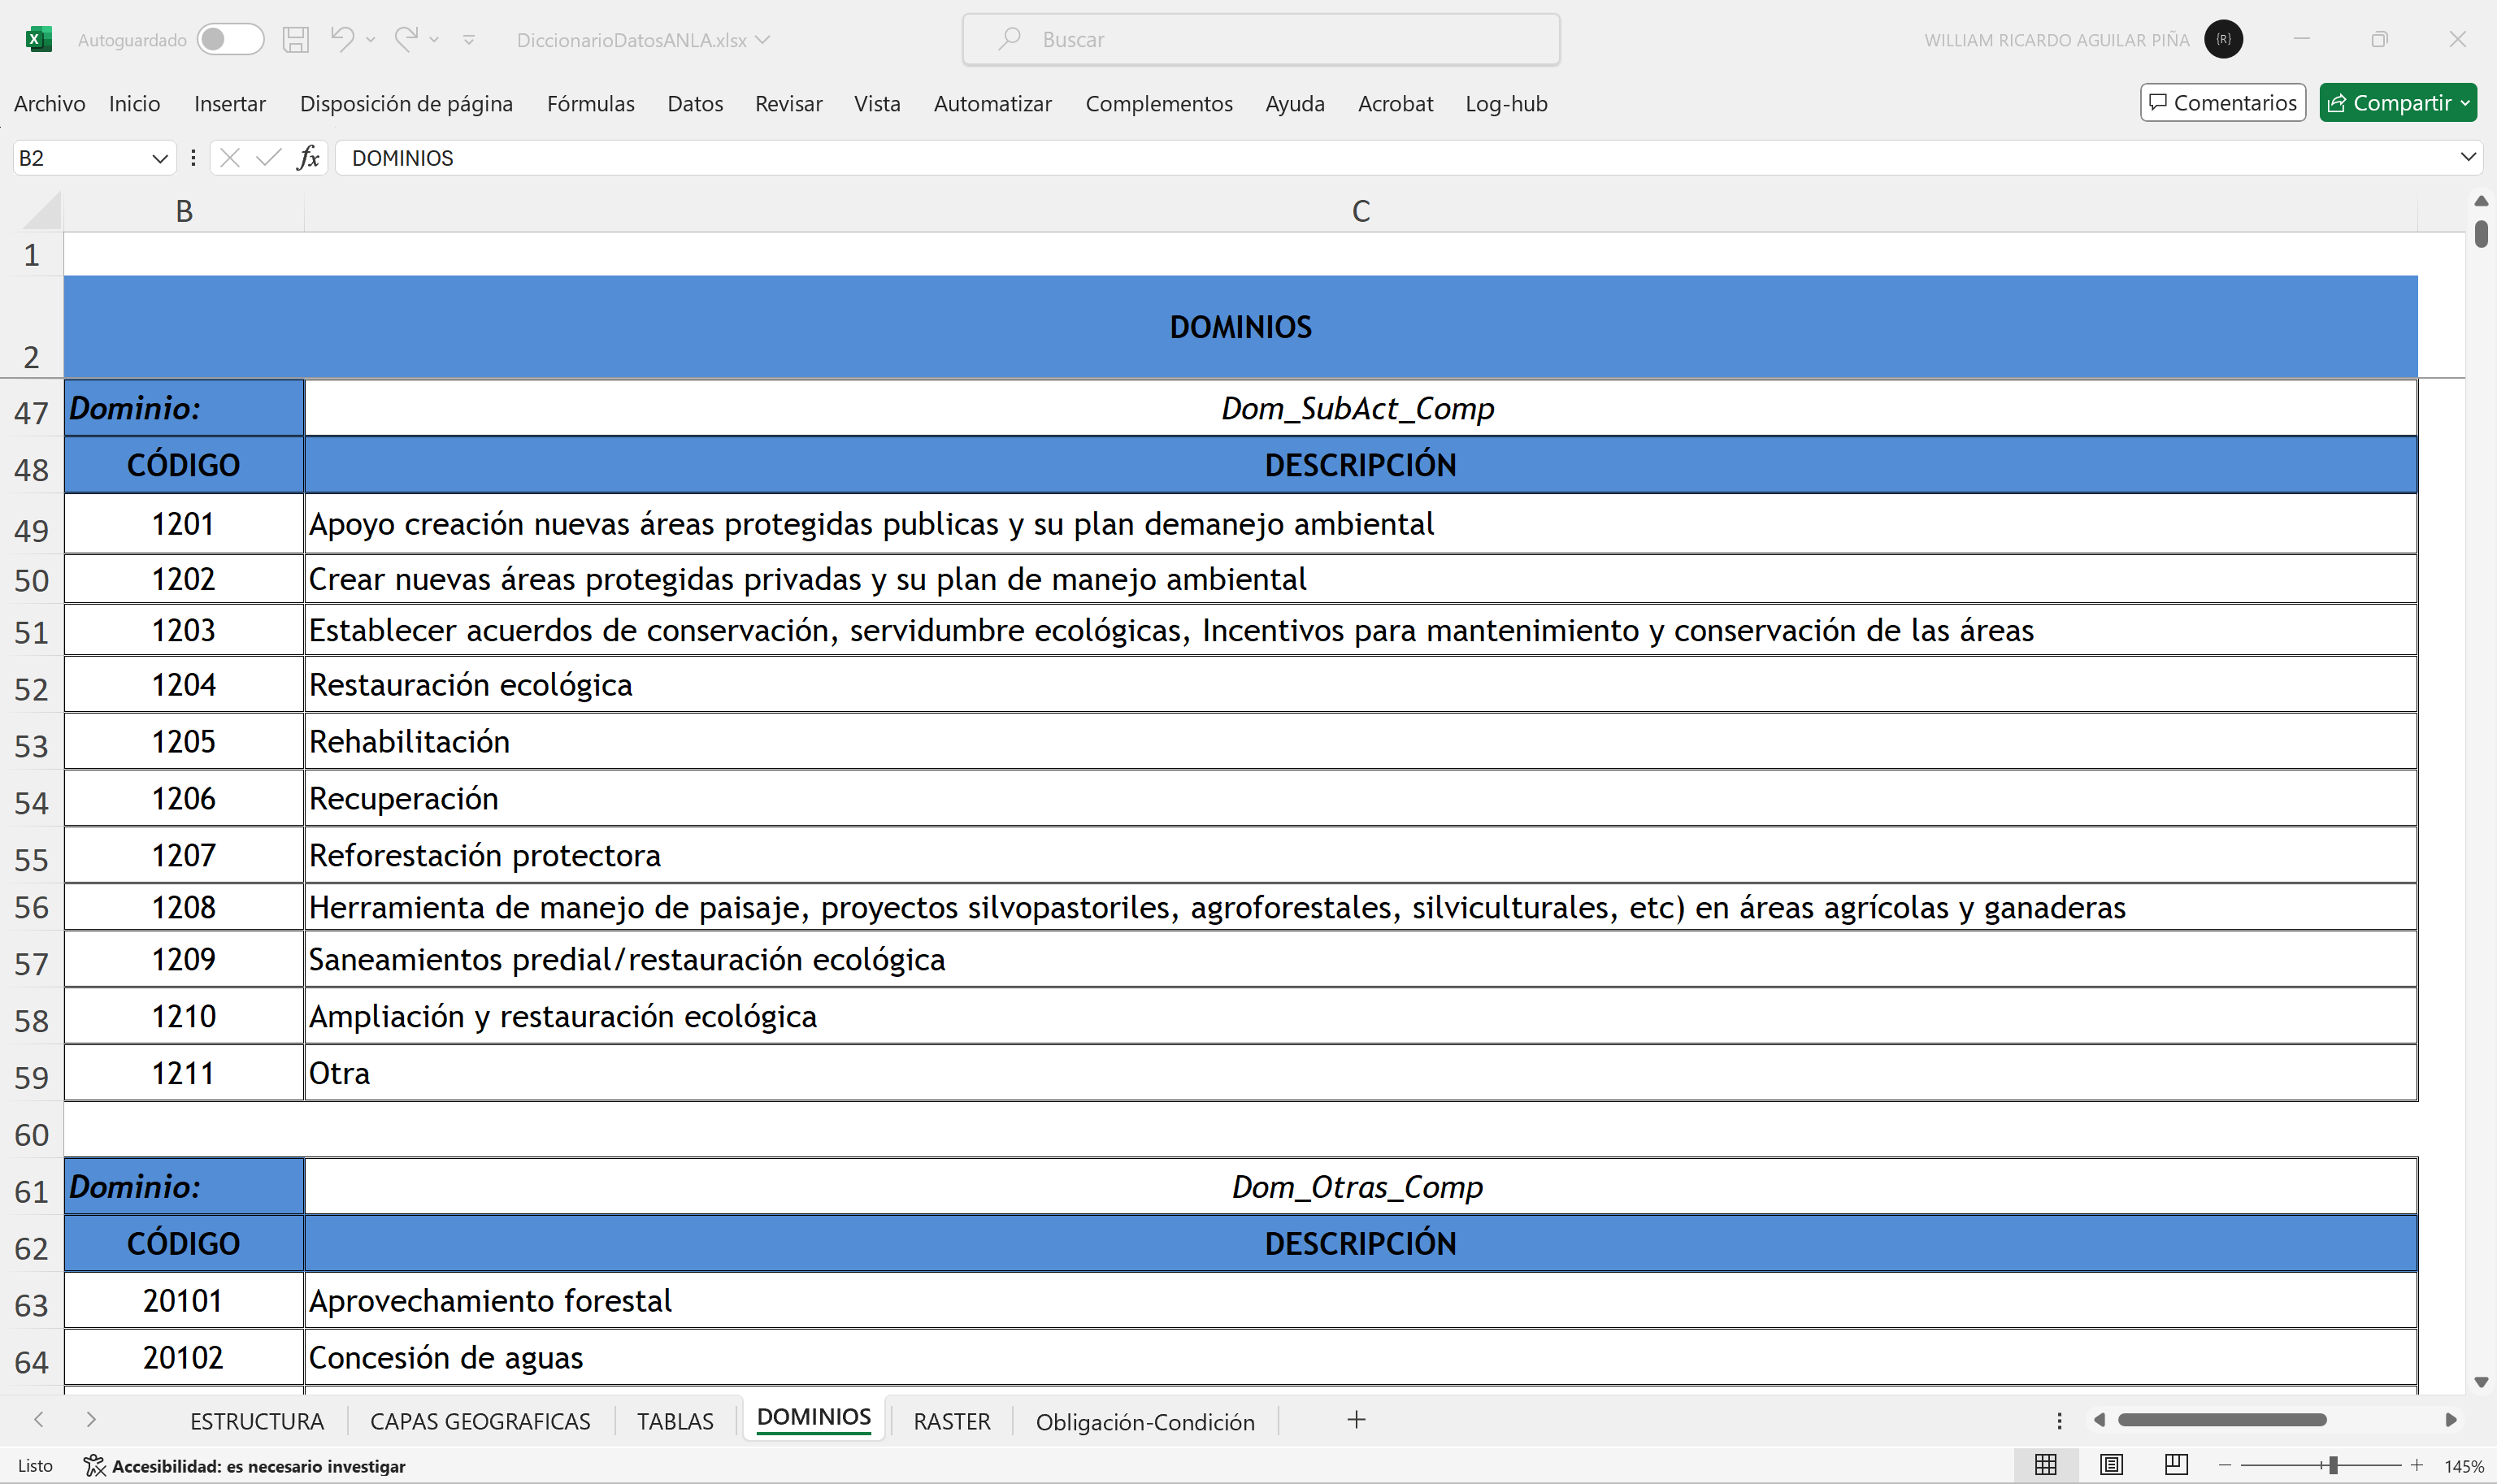 Autoguardado DiccionarioDatosANLA.xlsx Buscar WILLIAM RICARDO AGUILAR PIÑA {R}
Archivo Inicio Insertar Disposición de página Fórmulas Datos Revisar Vista Automatizar Complementos Ayuda Acrobat Log-hub Comentarios Compartir
B2 fx DOMINIOS
B C
1
2 DOMINIOS
47 Dominio: Dom_SubAct_Comp
48 CÓDIGO DESCRIPCIÓN
49 1201 Apoyo creación nuevas áreas protegidas publicas y su plan demanejo ambiental
50 1202 Crear nuevas áreas protegidas privadas y su plan de manejo ambiental
51 1203 Establecer acuerdos de conservación, servidumbre ecológicas, Incentivos para mantenimiento y conservación de las áreas
52 1204 Restauración ecológica
53 1205 Rehabilitación
54 1206 Recuperación
55 1207 Reforestación protectora
56 1208 Herramienta de manejo de paisaje, proyectos silvopastoriles, agroforestales, silviculturales, etc) en áreas agrícolas y ganaderas
57 1209 Saneamientos predial/restauración ecológica
58 1210 Ampliación y restauración ecológica
59 1211 Otra
60
61 Dominio: Dom_Otras_Comp
62 CÓDIGO DESCRIPCIÓN
63 20101 Aprovechamiento forestal
64 20102 Concesión de aguas
ESTRUCTURA CAPAS GEOGRAFICAS TABLAS DOMINIOS RASTER Obligación-Condición
Listo Accesibilidad: es necesario investigar 145%